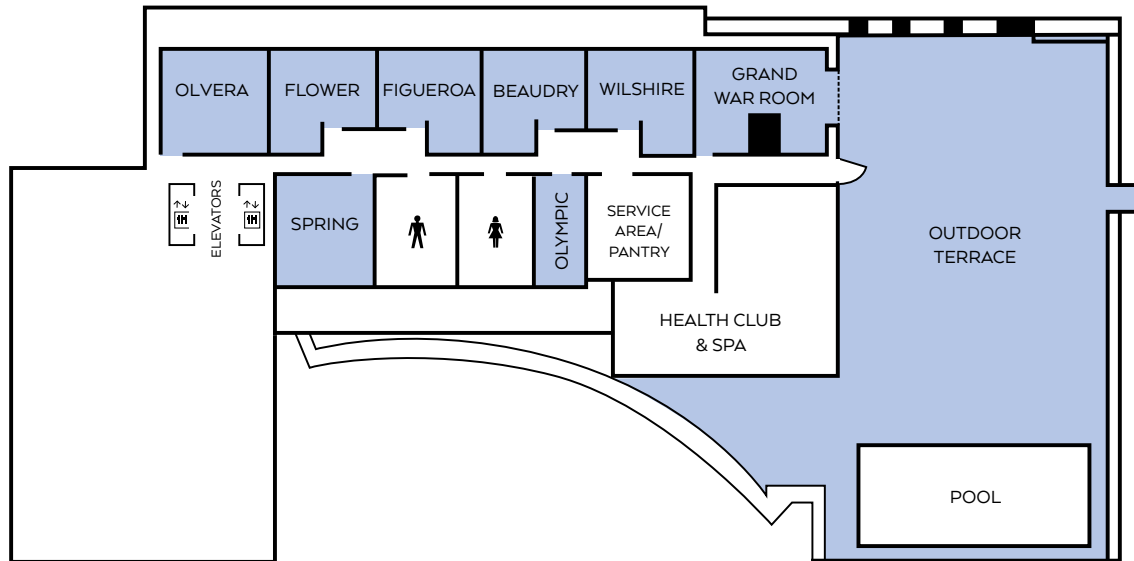 OLVERA
FLOWER
FIGUEROA
BEAUDRY
WILSHIRE
GRAND
WAR ROOM
ELEVATORS
SPRING
OLYMPIC
SERVICE
AREA/
PANTRY
OUTDOOR
TERRACE
HEALTH CLUB
& SPA
POOL